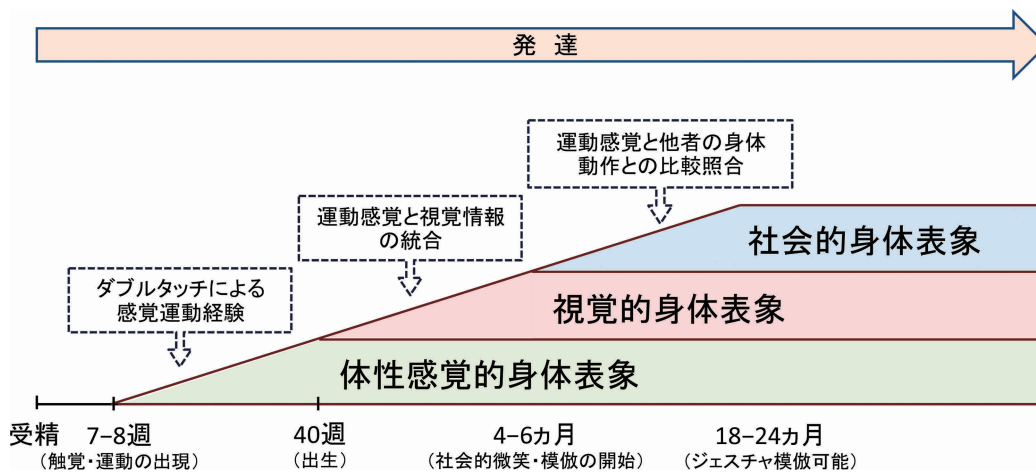 発 達
運動感覚と他者の身体
動作との比較照合
運動感覚と視覚情報
の統合
ダブルタッチによる
感覚運動経験
社会的身体表象
視覚的身体表象
体性感覚的身体表象
受精 7–8週 40週 4–6ヵ月 18–24ヵ月
(触覚・運動の出現) (出生) (社会的微笑・模倣の開始) (ジェスチャ模倣可能)